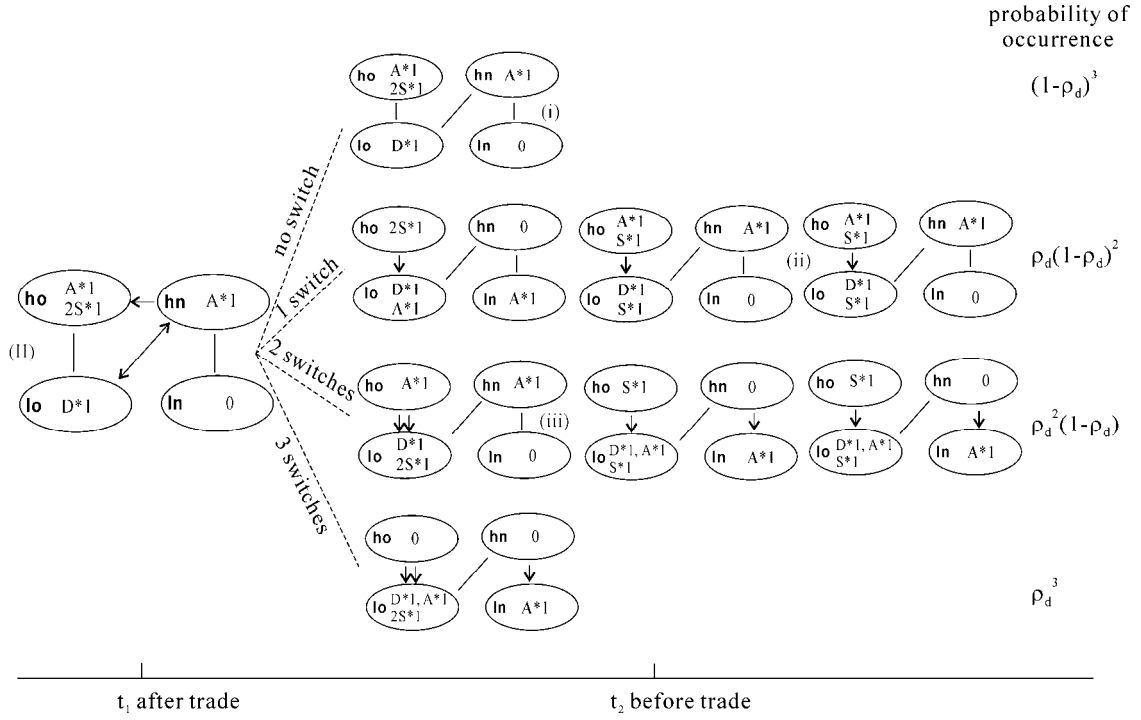 probability of
occurrence
ho A*1
2S*1
hn A*1
(1-ρd)³
(i)
lo D*1
ln 0
no switch
ho 2S*1
hn 0
ho A*1
S*1
hn A*1
ho A*1
S*1
hn A*1
ρd(1-ρd)²
(ii)
lo D*1
A*1
ln A*1
lo D*1
S*1
ln 0
lo D*1
S*1
ln 0
1 switch
ho A*1
2S*1
hn A*1
(II)
lo D*1
ln 0
2 switches
ho A*1
hn A*1
ho S*1
hn 0
ho S*1
hn 0
ρd²(1-ρd)
(iii)
lo D*1
2S*1
ln 0
lo D*1, A*1
S*1
ln A*1
lo D*1, A*1
S*1
ln A*1
3 switches
ho 0
hn 0
lo D*1, A*1
2S*1
ln A*1
ρd³
t₁ after trade
t₂ before trade